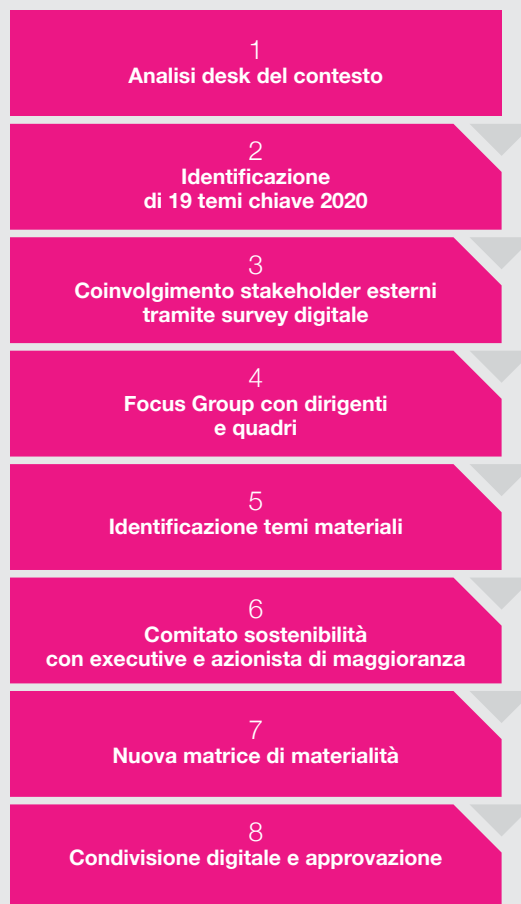 1
Analisi desk del contesto
2
Identificazione
di 19 temi chiave 2020
3
Coinvolgimento stakeholder esterni
tramite survey digitale
4
Focus Group con dirigenti
e quadri
5
Identificazione temi materiali
6
Comitato sostenibilità
con executive e azionista di maggioranza
7
Nuova matrice di materialità
8
Condivisione digitale e approvazione